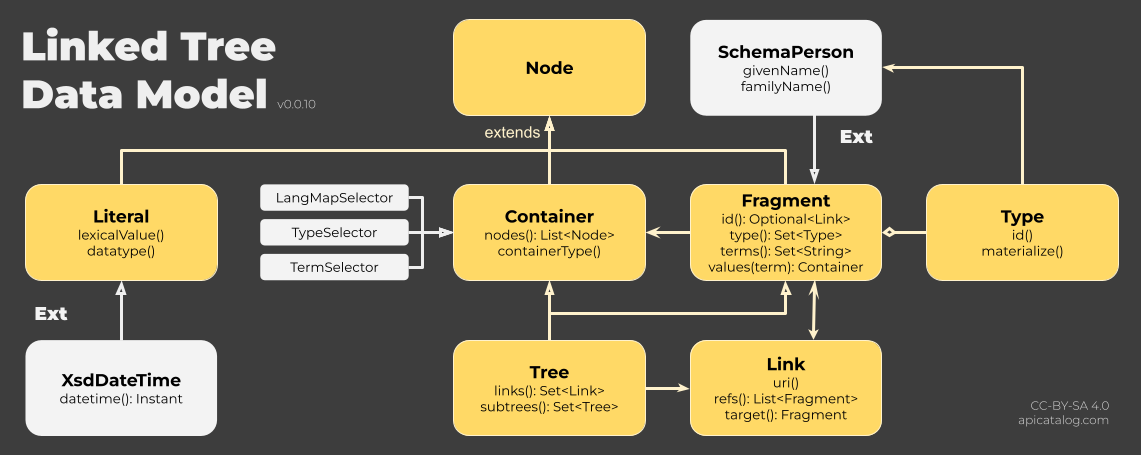 Linked Tree
Data Model v0.0.10
Node
SchemaPerson
givenName()
familyName()
extends
Ext
Literal
lexicalValue()
datatype()
LangMapSelector
TypeSelector
TermSelector
Container
nodes(): List<Node>
containerType()
Fragment
id(): Optional<Link>
type(): Set<Type>
terms(): Set<String>
values(term): Container
Type
id()
materialize()
Ext
XsdDateTime
datetime(): Instant
Tree
links(): Set<Link>
subtrees(): Set<Tree>
Link
uri()
refs(): List<Fragment>
target(): Fragment
CC-BY-SA 4.0
apicatalog.com